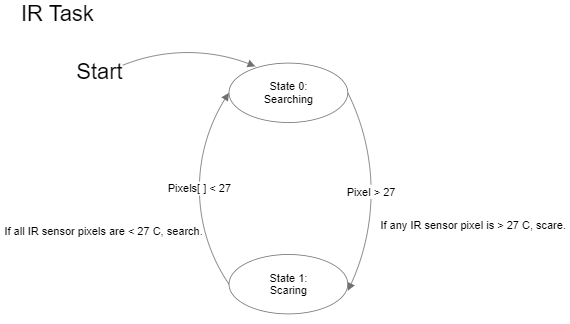 IR Task
Start
State 0:
Searching
Pixels[ ] < 27
Pixel > 27
If all IR sensor pixels are < 27 C, search.
If any IR sensor pixel is > 27 C, scare.
State 1:
Scaring